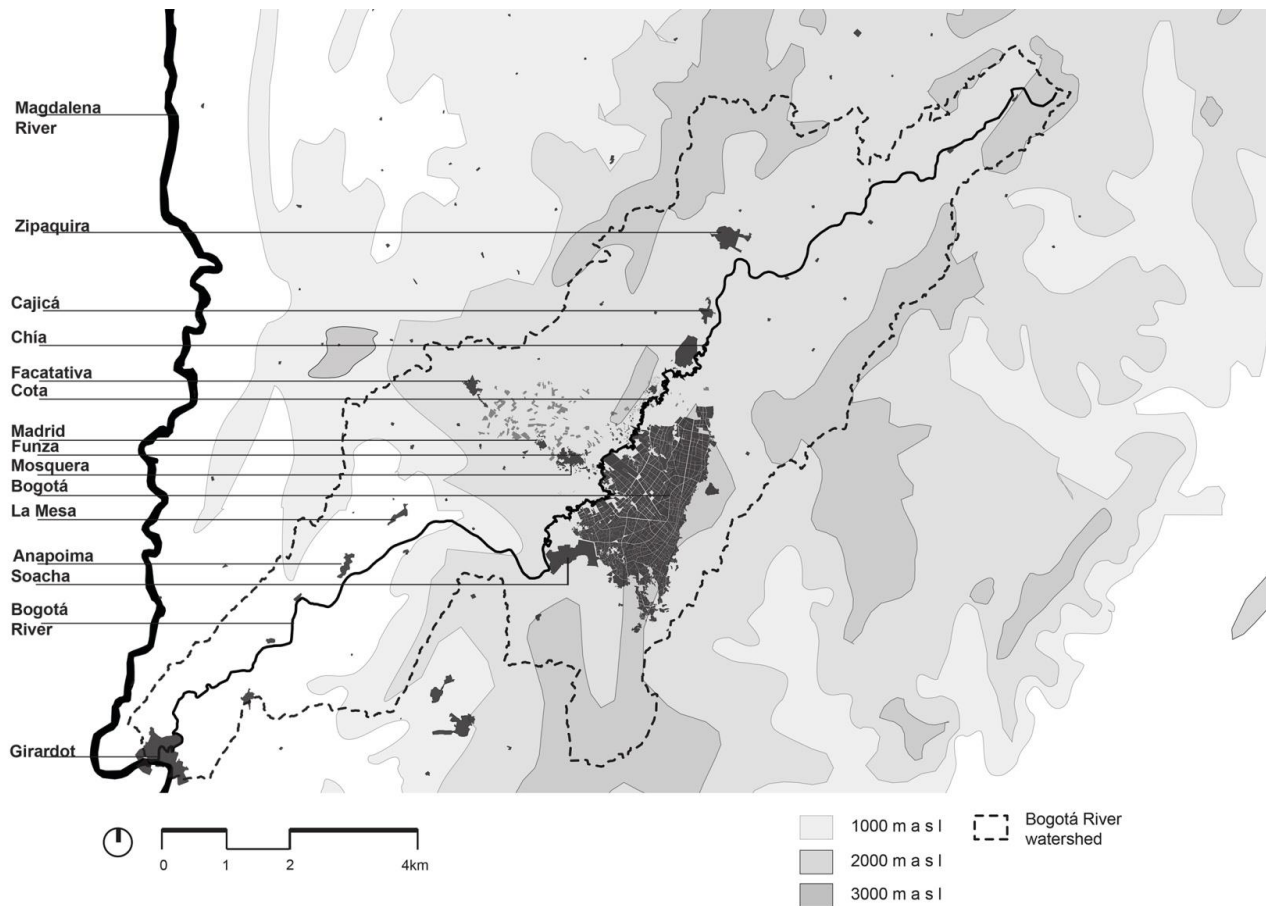 Magdalena
River
Zipaquira
Cajicá
Chía
Facatativa
Cota
Madrid
Funza
Mosquera
Bogotá
La Mesa
Anapoima
Soacha
Bogotá
River
Girardot
0 1 2 4km
1000 m a s l
2000 m a s l
3000 m a s l
Bogotá River
watershed